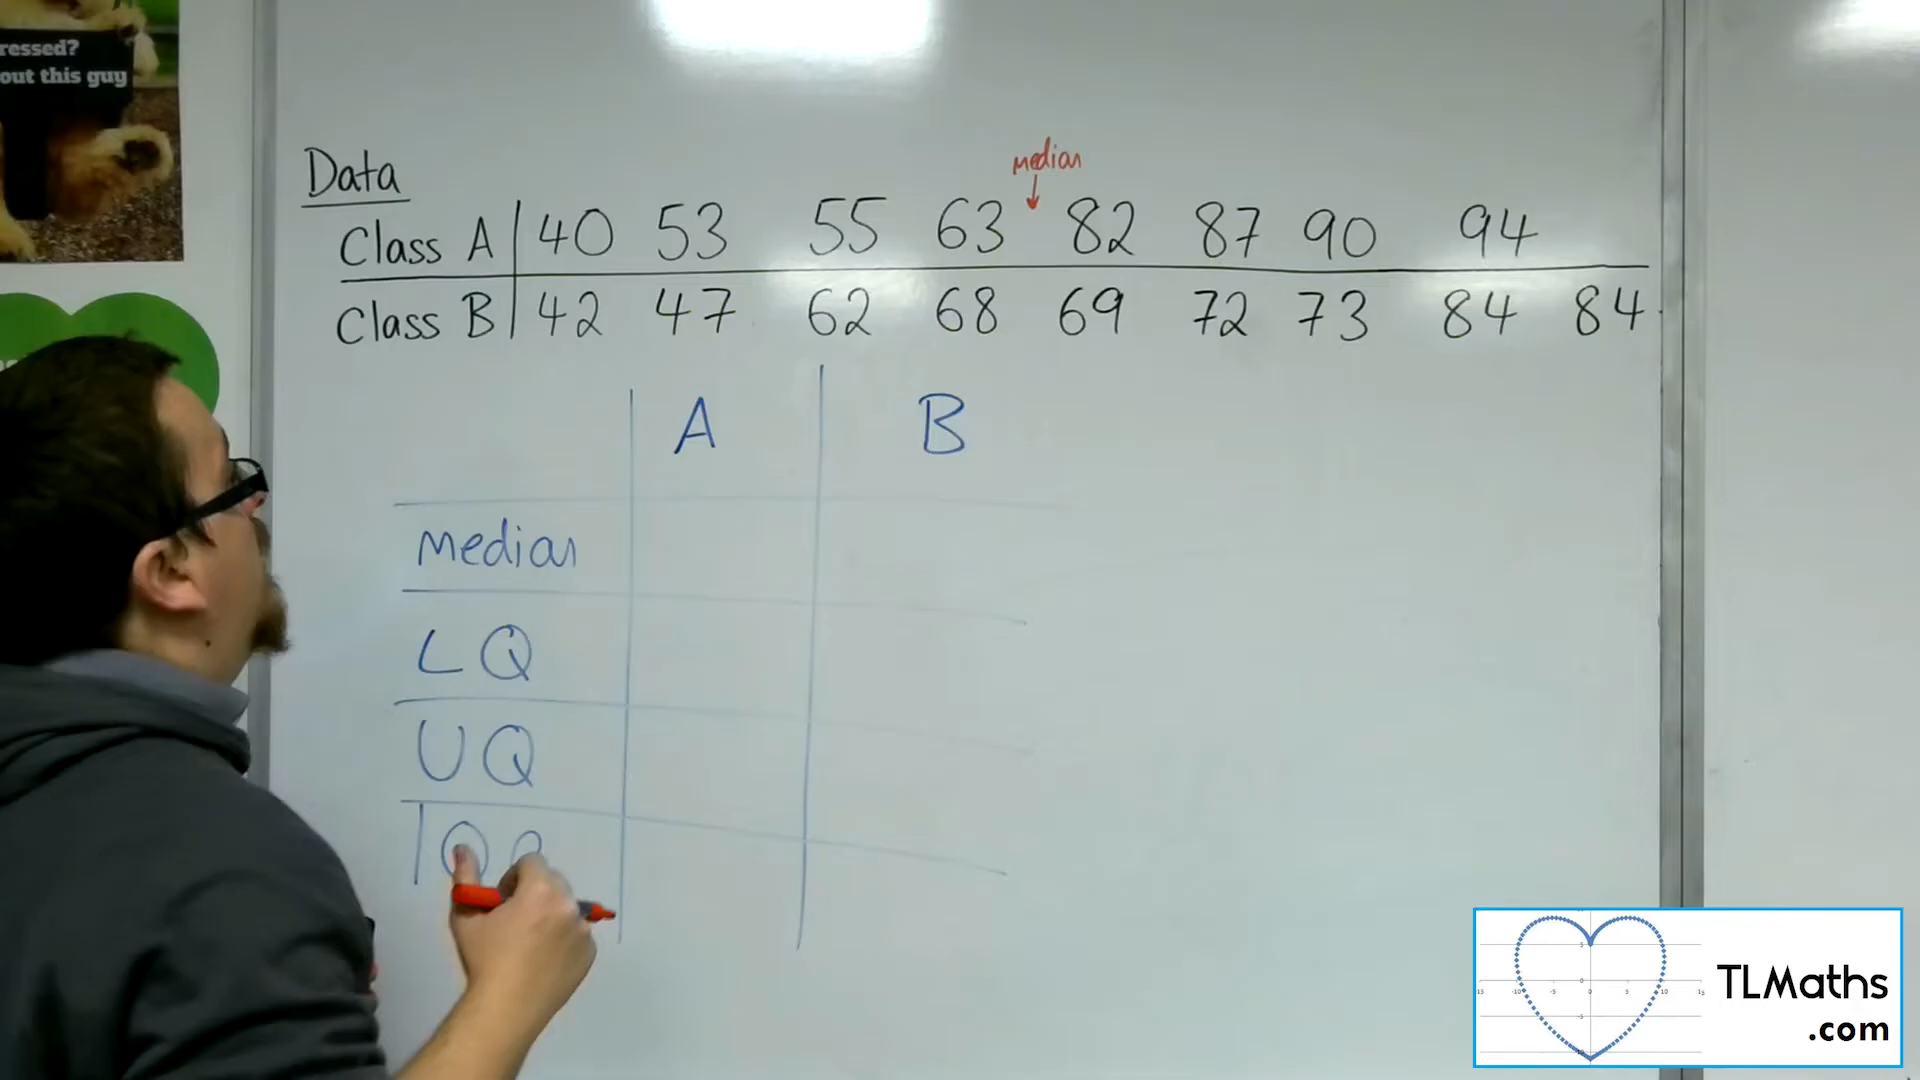 ressed?
out this guy
Data
median
Class A 40 53 55 63 82 87 90 94
Class B 42 47 62 68 69 72 73 84 84
A B
median
LQ
UQ
TLMaths
.com